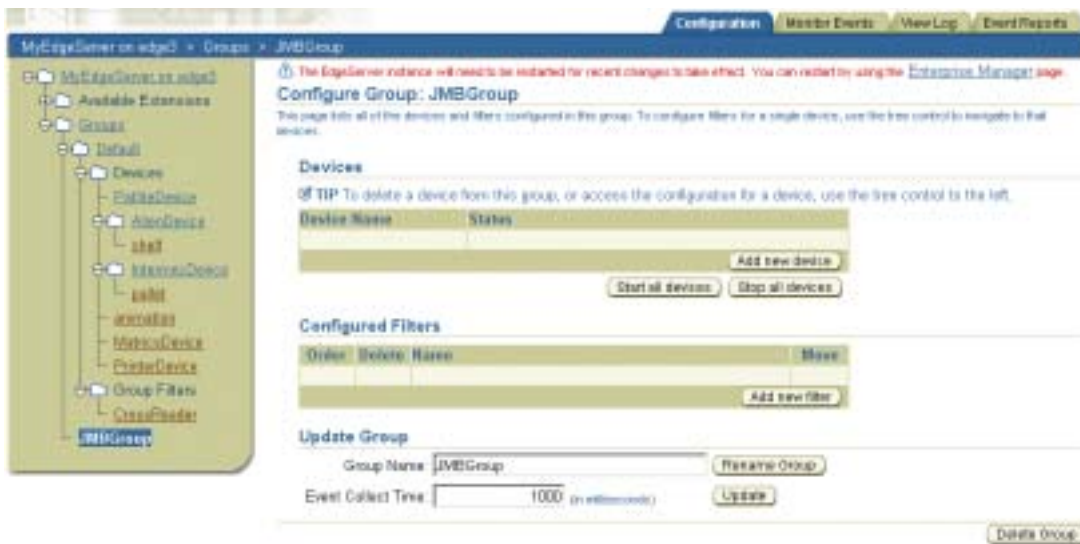 Configuration Monitor Events View Log Event Reports
MyEdgeServer on edge3 > Groups > JMBGroup
MyEdgeServer on edge3
Available Extensions
Groups
Default
Devices
PatliteDevice
AlienDevice
shelf
IntermecDevice
pallet
animation
MatricsDevice
PrinterDevice
Group Filters
CrossReader
JMBGroup
The EdgeServer instance will need to be restarted for recent changes to take effect. You can restart by using the Enterprise Manager page.
Configure Group: JMBGroup
This page lists all of the devices and filters configured in this group. To configure filters for a single device, use the tree control to navigate to that
devices.
Devices
TIP To delete a device from this group, or access the configuration for a device, use the tree control to the left.
Device Name Status
Add new device
Start all devices Stop all devices
Configured Filters
Order Delete Name Move
Add new filter
Update Group
Group Name JMBGroup Rename Group
Event Collect Time 1000 (in milliseconds) Update
Delete Group